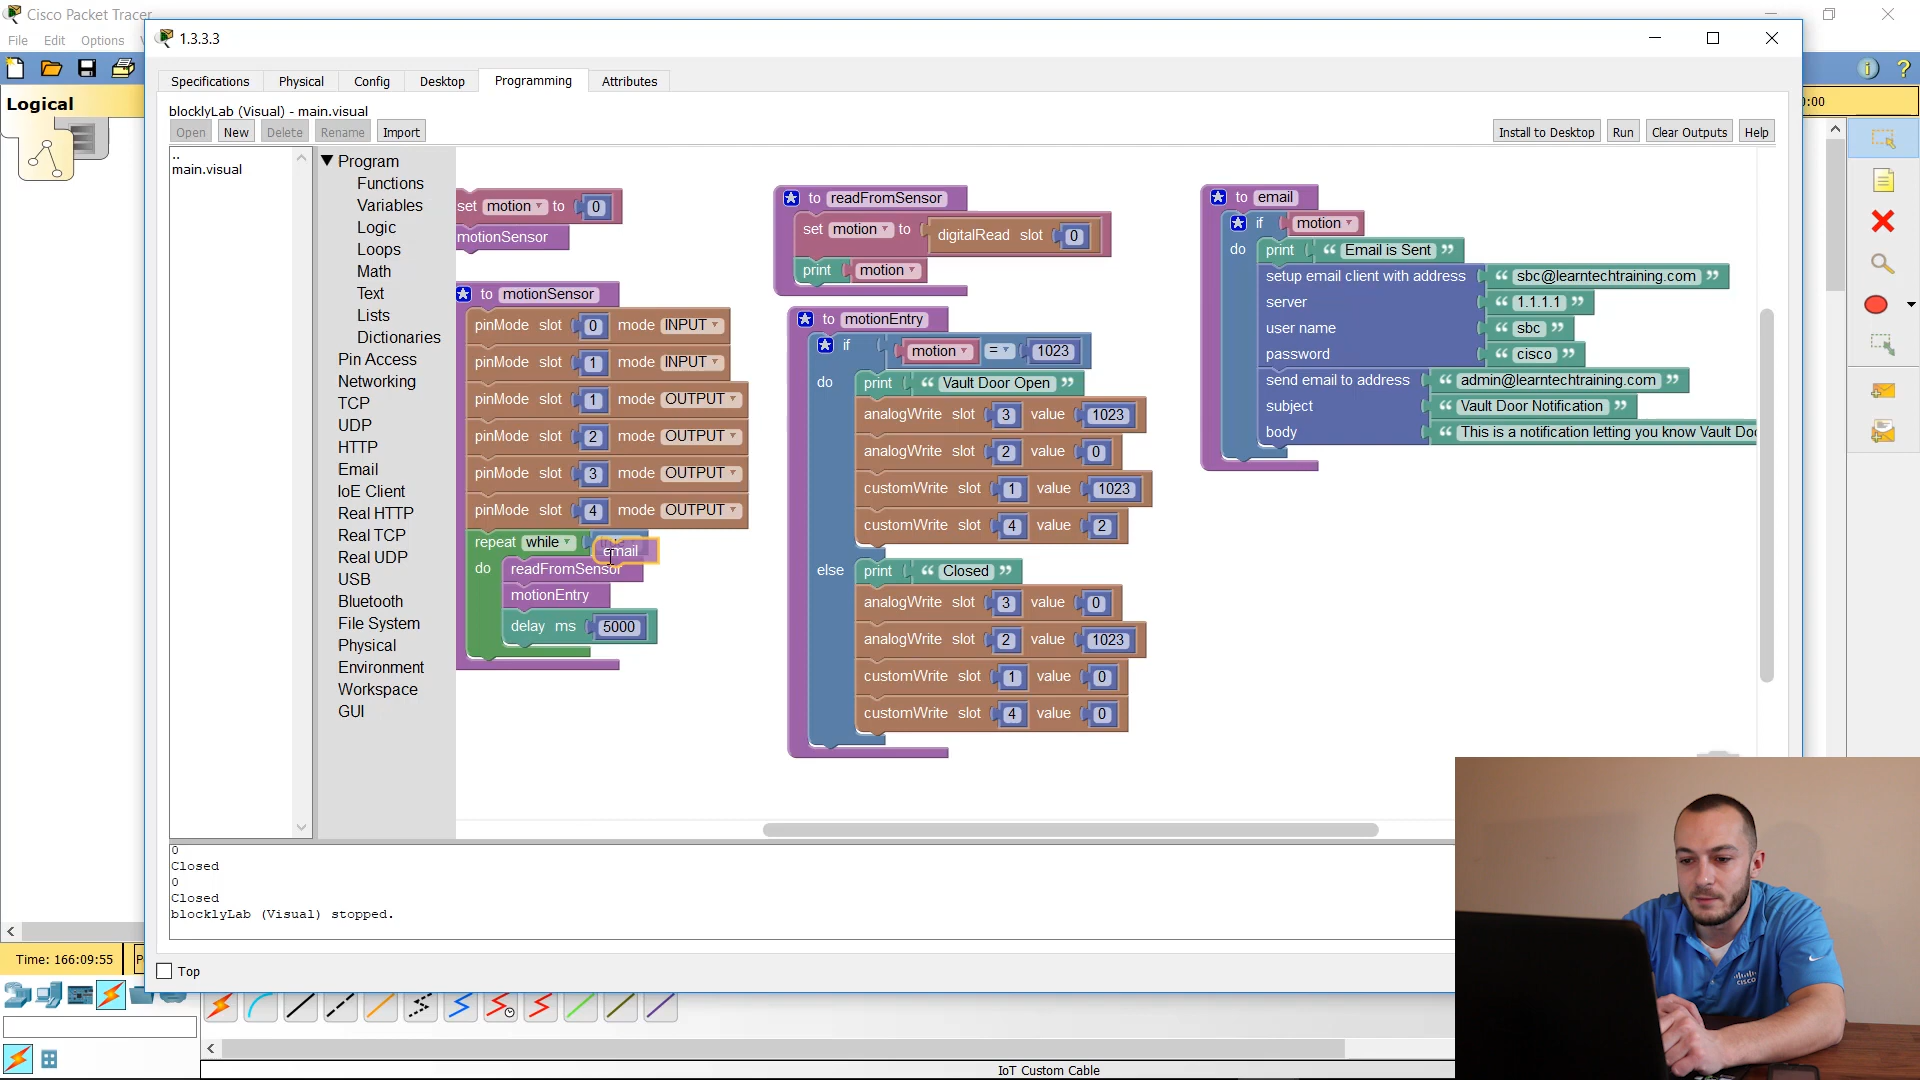 Cisco Packet Tracer
File Edit Options
Logical
1.3.3.3
Specifications Physical Config Desktop Programming Attributes
blocklyLab (Visual) - main.visual
Open New Delete Rename Import
Install to Desktop Run Clear Outputs Help
..
main.visual
Program
Functions
Variables
Logic
Loops
Math
Text
Lists
Dictionaries
Pin Access
Networking
TCP
UDP
HTTP
Email
IoE Client
Real HTTP
Real TCP
Real UDP
USB
Bluetooth
File System
Physical
Environment
Workspace
GUI
set motion to 0
motionSensor
to motionSensor
pinMode slot 0 mode INPUT
pinMode slot 1 mode INPUT
pinMode slot 1 mode OUTPUT
pinMode slot 2 mode OUTPUT
pinMode slot 3 mode OUTPUT
pinMode slot 4 mode OUTPUT
repeat while
email
do readFromSensor
motionEntry
delay ms 5000
to readFromSensor
set motion to digitalRead slot 0
print motion
to motionEntry
if motion = 1023
do print “ Vault Door Open ”
analogWrite slot 3 value 1023
analogWrite slot 2 value 0
customWrite slot 1 value 1023
customWrite slot 4 value 2
else print “ Closed ”
analogWrite slot 3 value 0
analogWrite slot 2 value 1023
customWrite slot 1 value 0
customWrite slot 4 value 0
to email
if motion
do print “ Email is Sent ”
setup email client with address “ sbc@learntechtraining.com ”
server “ 1.1.1.1 ”
user name “ sbc ”
password “ cisco ”
send email to address “ admin@learntechtraining.com ”
subject “ Vault Door Notification ”
body “ This is a notification letting you know Vault Doo
0
Closed
0
Closed
blocklyLab (Visual) stopped.
Top
Time: 166:09:55
IoT Custom Cable
:00
CISCO